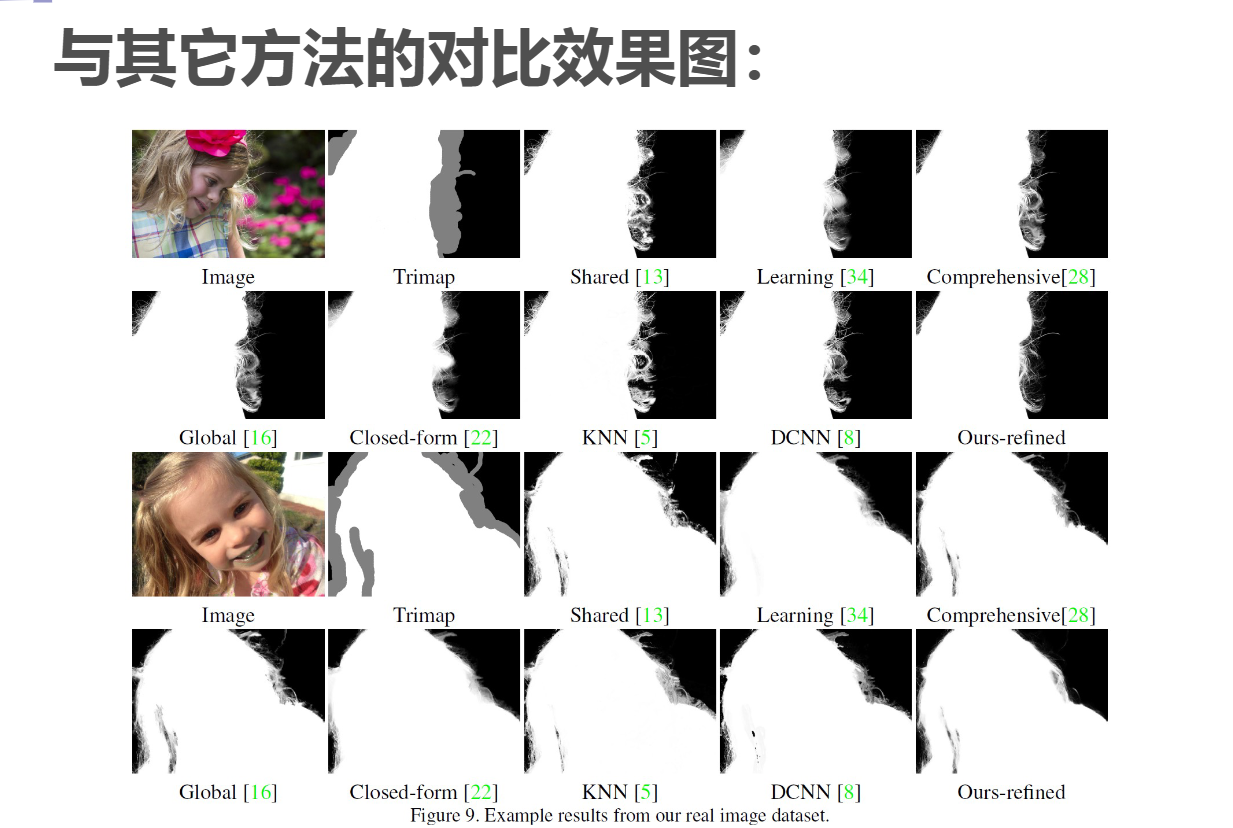 与其它方法的对比效果图：
Image Trimap Shared [13] Learning [34] Comprehensive[28]
Global [16] Closed-form [22] KNN [5] DCNN [8] Ours-refined
Image Trimap Shared [13] Learning [34] Comprehensive[28]
Global [16] Closed-form [22] KNN [5] DCNN [8] Ours-refined
Figure 9. Example results from our real image dataset.